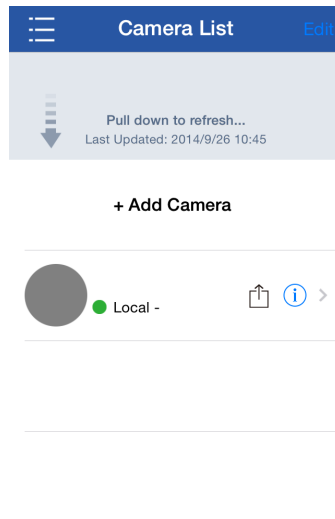 Camera List
Edit
Pull down to refresh...
Last Updated: 2014/9/26 10:45
+ Add Camera
Local -